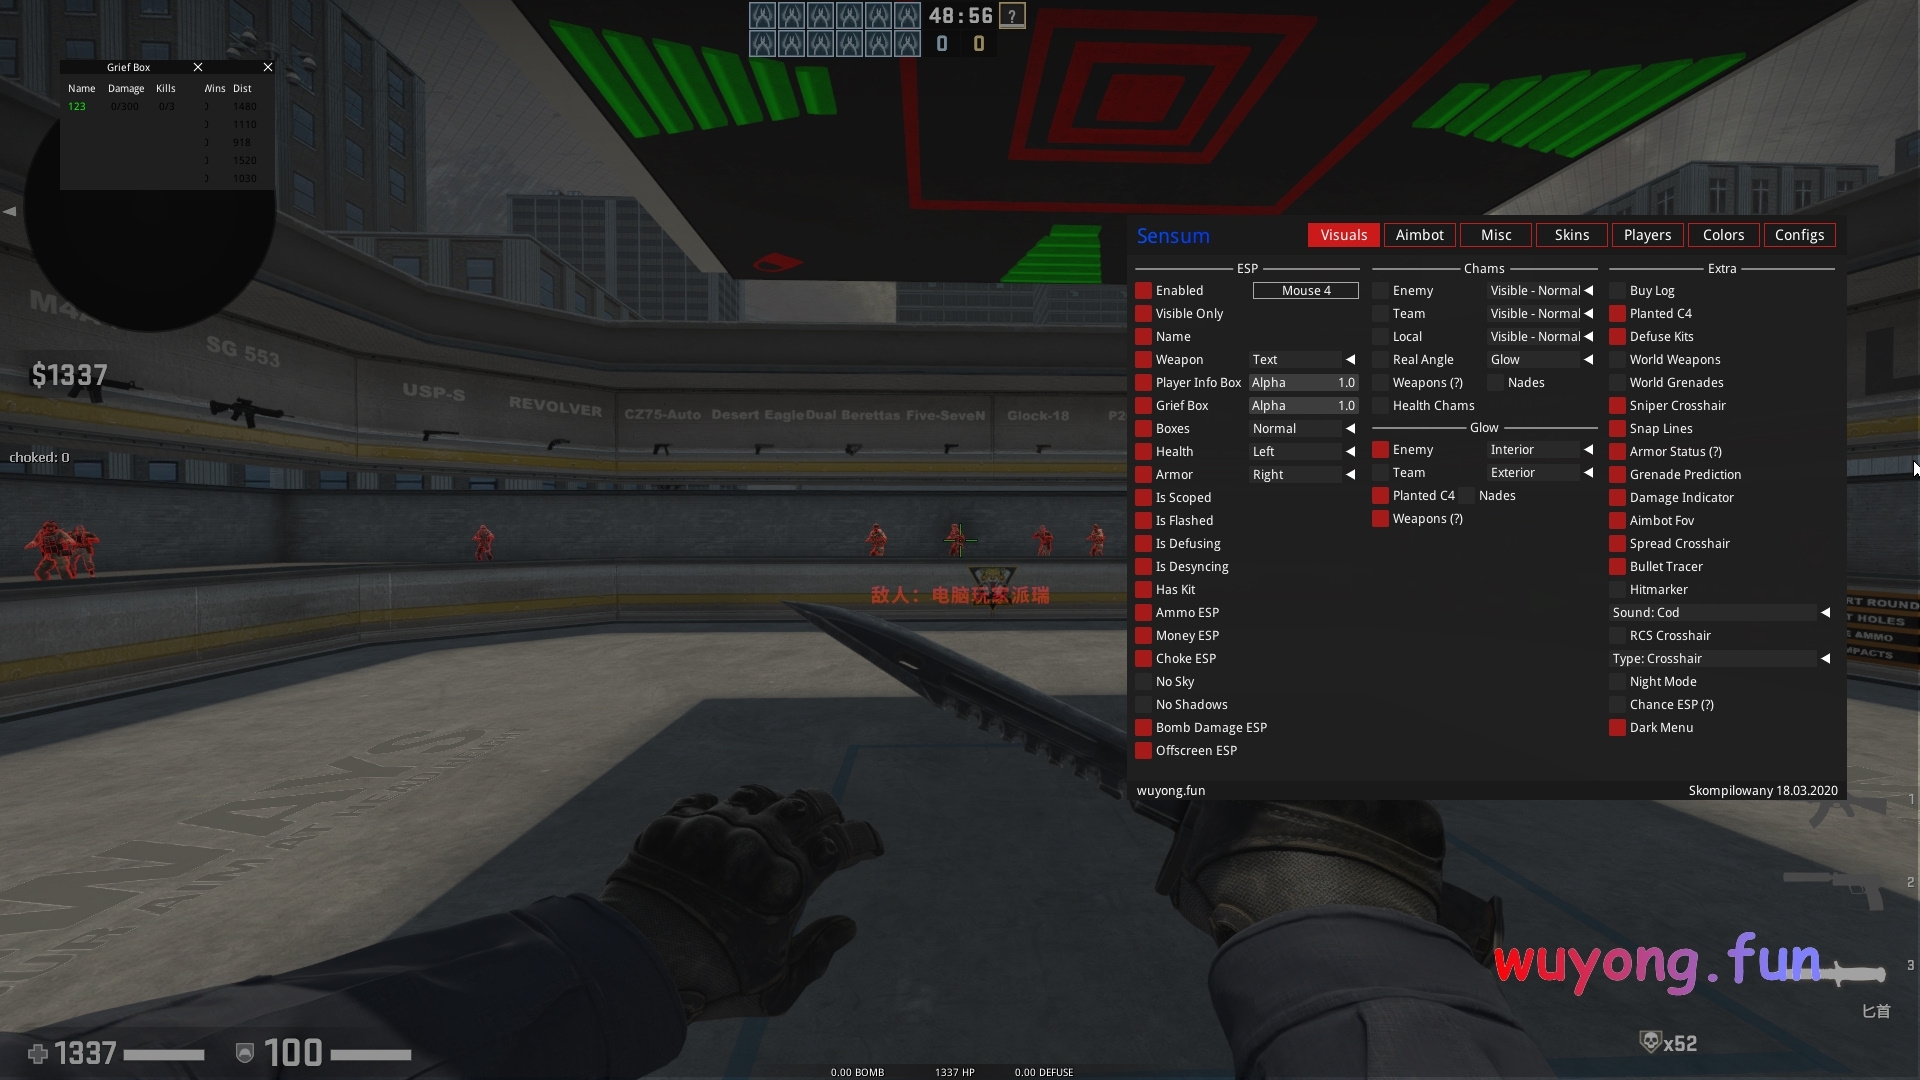 48:56 ?
0 0
Grief Box
Name Damage Kills Wins Dist
123 0/300 0/3 1480
1110
918
1520
1030
Sensum Visuals Aimbot Misc Skins Players Colors Configs
ESP
Enabled Mouse 4
Visible Only
Name
Weapon Text
Player Info Box Alpha 1.0
Grief Box Alpha 1.0
Boxes Normal
Health Left
Armor Right
Is Scoped
Is Flashed
Is Defusing
Is Desyncing
Has Kit
Ammo ESP
Money ESP
Choke ESP
No Sky
No Shadows
Bomb Damage ESP
Offscreen ESP
Chams
Enemy Visible - Normal
Team Visible - Normal
Local Visible - Normal
Real Angle Glow
Weapons (?) Nades
Health Chams
Glow
Enemy Interior
Team Exterior
Planted C4 Nades
Weapons (?)
Extra
Buy Log
Planted C4
Defuse Kits
World Weapons
World Grenades
Sniper Crosshair
Snap Lines
Armor Status (?)
Grenade Prediction
Damage Indicator
Aimbot Fov
Spread Crosshair
Bullet Tracer
Hitmarker
Sound: Cod
RCS Crosshair
Type: Crosshair
Night Mode
Chance ESP (?)
Dark Menu
wuyong.fun Skompilowany 18.03.2020
SG 553
$1337
USP-S REVOLVER CZ75-Auto Desert Eagle Dual Berettas Five-SeveN Glock-18
choked: 0
敌人：电脑玩家派瑞
RT ROUND
T HOLES
E AMMO
MPACTS
1
2
wuyong.fun
3
匕首
1337 100
x52
0.00 BOMB 1337 HP 0.00 DEFUSE